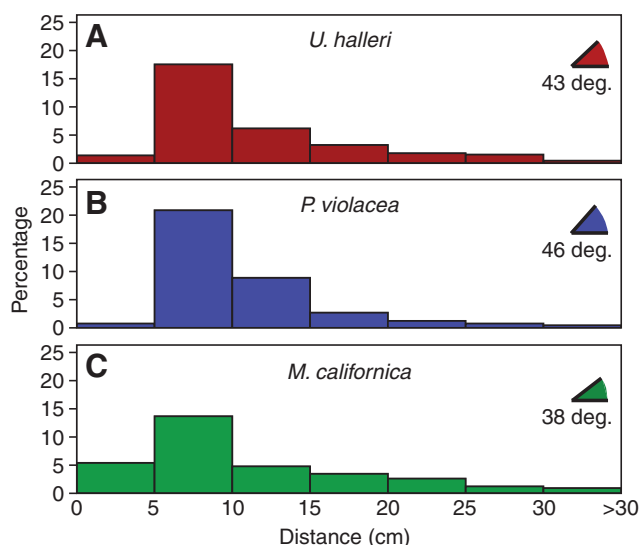 A
U. halleri
43 deg.
25
20
15
10
5
0
B
P. violacea
46 deg.
25
20
15
10
5
0
Percentage
C
M. californica
38 deg.
25
20
15
10
5
0
0 5 10 15 20 25 30 >30
Distance (cm)